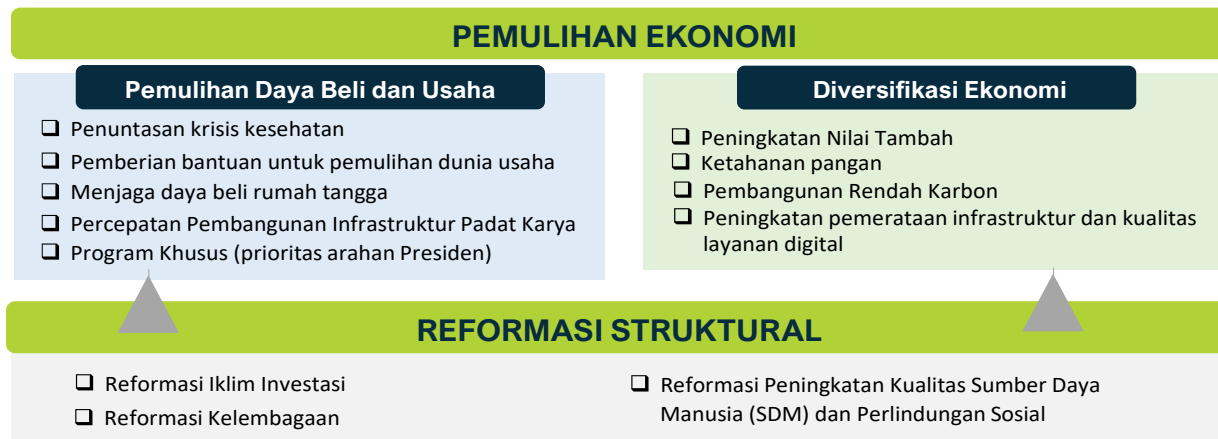 PEMULIHAN EKONOMI
Pemulihan Daya Beli dan Usaha
❑ Penuntasan krisis kesehatan
❑ Pemberian bantuan untuk pemulihan dunia usaha
❑ Menjaga daya beli rumah tangga
❑ Percepatan Pembangunan Infrastruktur Padat Karya
❑ Program Khusus (prioritas arahan Presiden)
Diversifikasi Ekonomi
❑ Peningkatan Nilai Tambah
❑ Ketahanan pangan
❑ Pembangunan Rendah Karbon
❑ Peningkatan pemerataan infrastruktur dan kualitas
layanan digital
REFORMASI STRUKTURAL
❑ Reformasi Iklim Investasi
❑ Reformasi Kelembagaan
❑ Reformasi Peningkatan Kualitas Sumber Daya
Manusia (SDM) dan Perlindungan Sosial